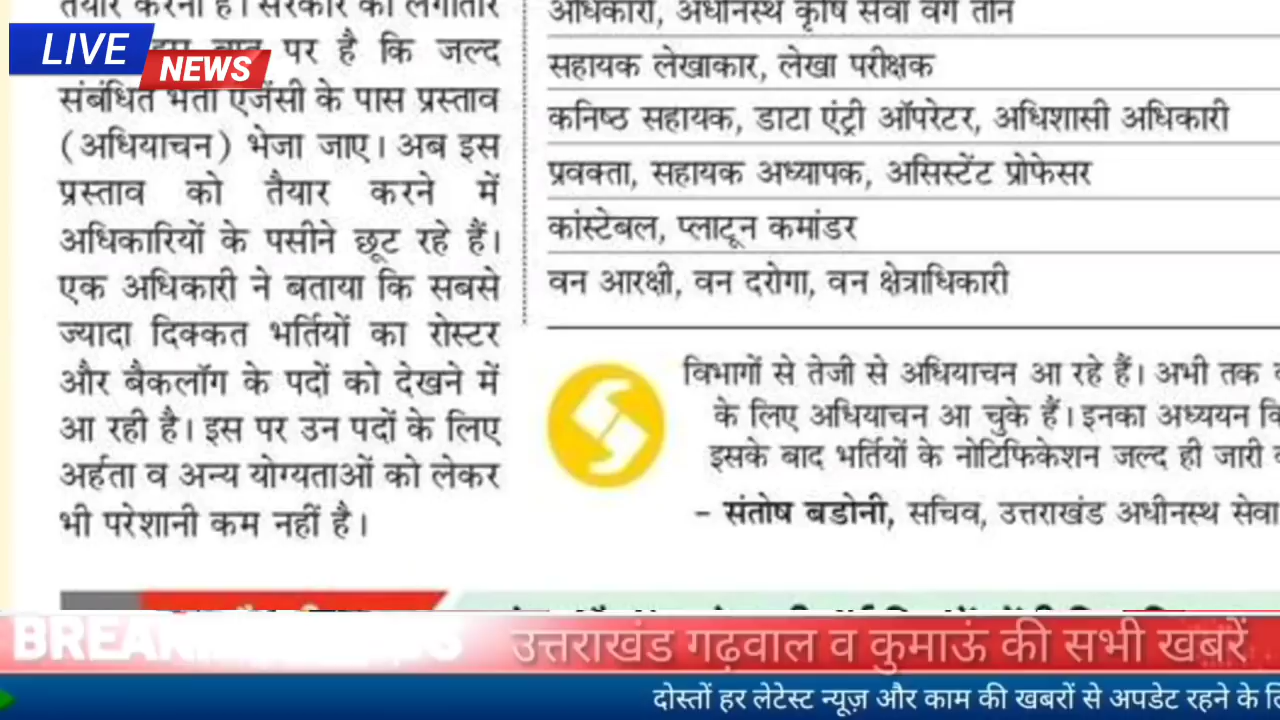 LIVE
NEWS
तैयार करना है। सरकार का लगातार
पर है कि जल्द
संबंधित भर्ती एजेंसी के पास प्रस्ताव
(अधियाचन) भेजा जाए। अब इस
प्रस्ताव को तैयार करने में
अधिकारियों के पसीने छूट रहे हैं।
एक अधिकारी ने बताया कि सबसे
ज्यादा दिक्कत भर्तियों का रोस्टर
और बैकलॉग के पदों को देखने में
आ रही है। इस पर उन पदों के लिए
अर्हता व अन्य योग्यताओं को लेकर
भी परेशानी कम नहीं है।
अधिकारी, अधीनस्थ कृषि सेवा वर्ग तीन
सहायक लेखाकार, लेखा परीक्षक
कनिष्ठ सहायक, डाटा एंट्री ऑपरेटर, अधिशासी अधिकारी
प्रवक्ता, सहायक अध्यापक, असिस्टेंट प्रोफेसर
कांस्टेबल, प्लाटून कमांडर
वन आरक्षी, वन दरोगा, वन क्षेत्राधिकारी
विभागों से तेजी से अधियाचन आ रहे हैं। अभी तक
के लिए अधियाचन आ चुके हैं। इनका अध्ययन
इसके बाद भर्तियों के नोटिफिकेशन जल्द ही जारी
- संतोष बडोनी, सचिव, उत्तराखंड अधीनस्थ सेवा
उत्तराखंड गढ़वाल व कुमाऊं की सभी खबरें
दोस्तों हर लेटेस्ट न्यूज़ और काम की खबरों से अपडेट रहने के